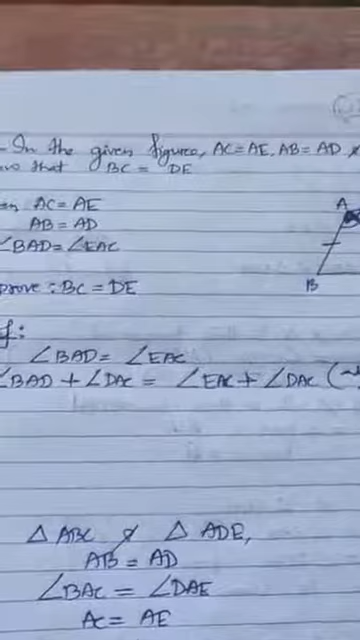 In the given figure, AC = AE, AB = AD &
that BC = DE
A
AC = AE
AB = AD
∠BAD = ∠EAC
B
prove : BC = DE
f:
∠BAD = ∠EAC
∠BAD + ∠DAC = ∠EAC + ∠DAC (
Δ ABC & Δ ADE,
AB = AD
∠BAC = ∠DAE
AC = AE